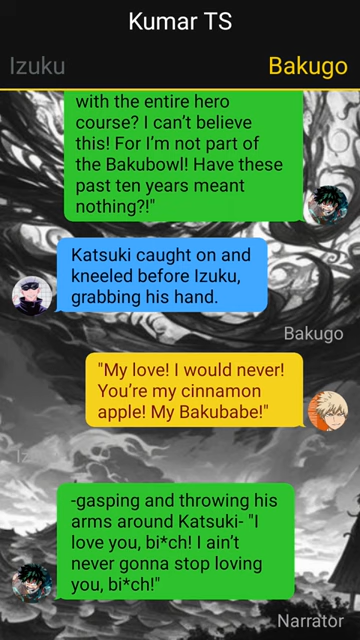 Kumar TS
Izuku
Bakugo
with the entire hero
course? I can't believe
this! For I'm not part of
the Bakubowl! Have these
past ten years meant
nothing?!"
Katsuki caught on and
kneeled before Izuku,
grabbing his hand.
Bakugo
"My love! I would never!
You're my cinnamon
apple! My Bakubabe!"
-gasping and throwing his
arms around Katsuki- "I
love you, bi*ch! I ain't
never gonna stop loving
you, bi*ch!"
Narrator